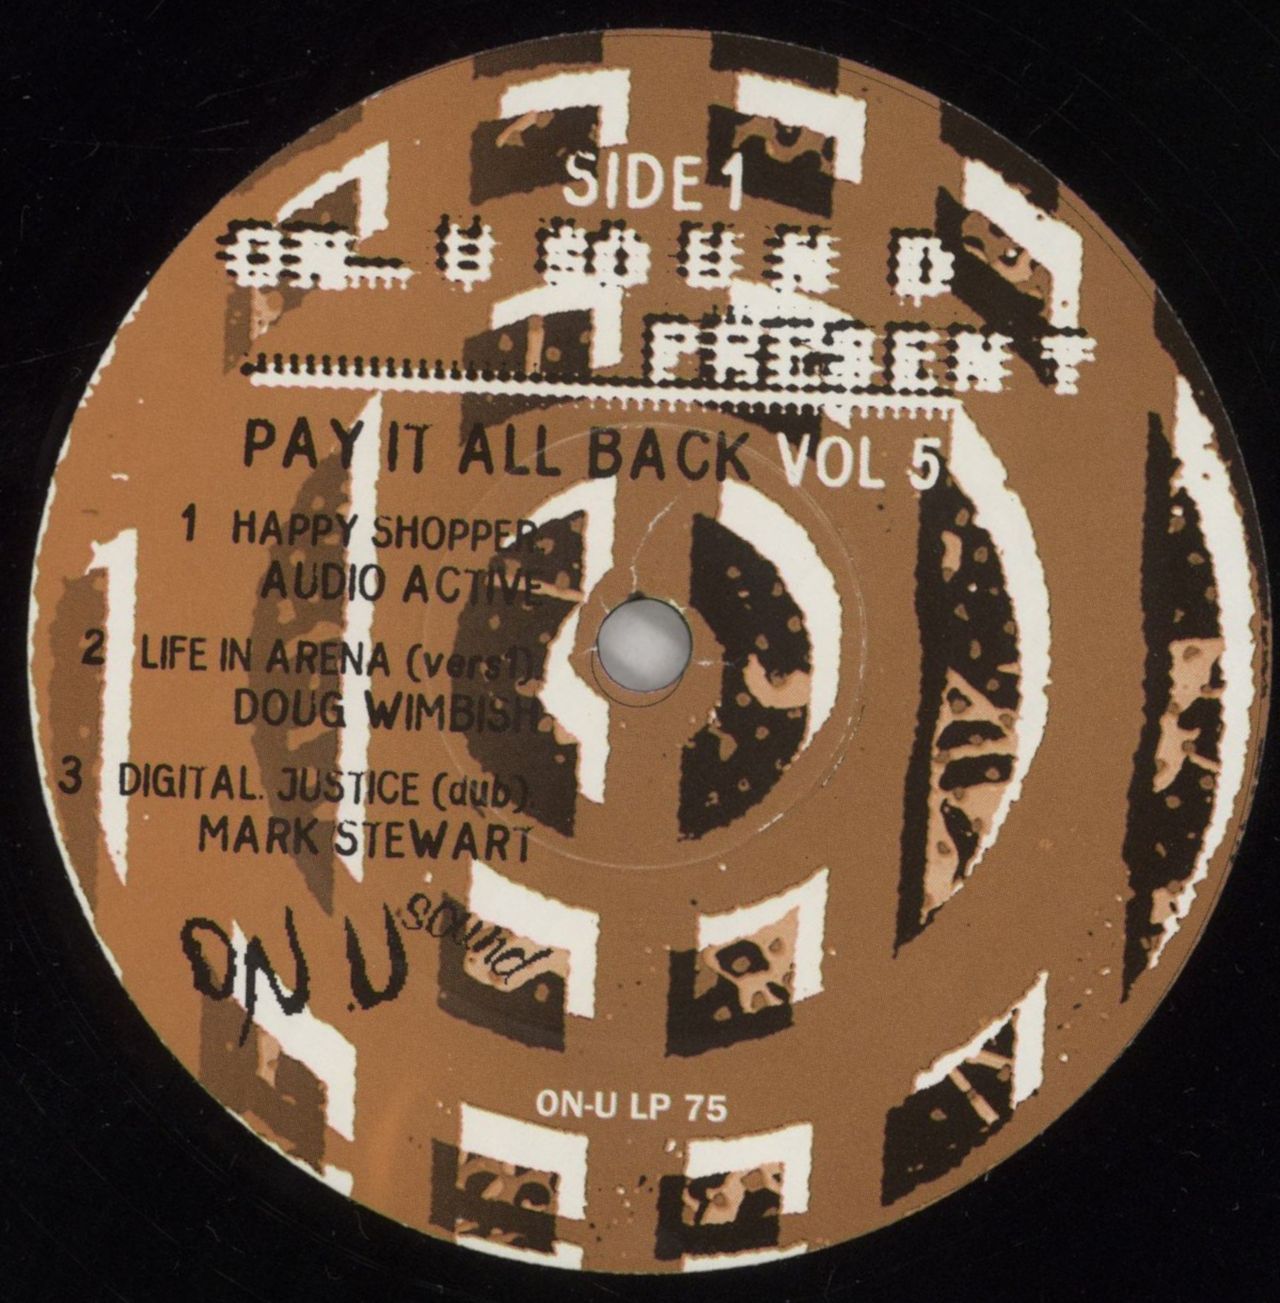 SIDE 1
ON U SOUND
PRESENT
PAY IT ALL BACK VOL 5
1 HAPPY SHOPPER.
AUDIO ACTIVE
2 LIFE IN ARENA (vers1).
DOUG WIMBISH
3 DIGITAL. JUSTICE (dub).
MARK STEWART
ON.U sound
ON-U LP 75